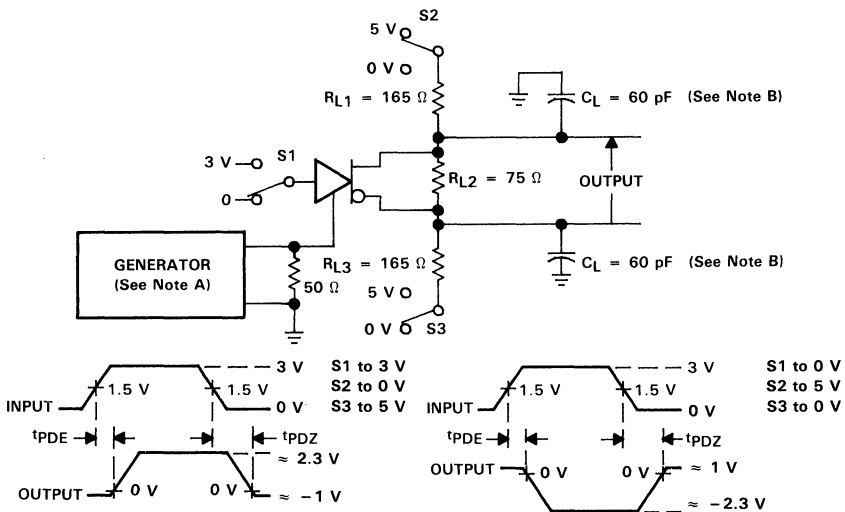 S2
5 V
0 V
RL1 = 165 Ω
CL = 60 pF (See Note B)
3 V
S1
0
RL2 = 75 Ω
OUTPUT
GENERATOR
(See Note A)
50 Ω
RL3 = 165 Ω
5 V
0 V
S3
CL = 60 pF (See Note B)
3 V
S1 to 3 V
1.5 V
1.5 V
S2 to 0 V
INPUT
0 V
S3 to 5 V
tPDE
tPDZ
≈ 2.3 V
0 V
0 V
OUTPUT
≈ −1 V
3 V
S1 to 0 V
1.5 V
1.5 V
S2 to 5 V
INPUT
0 V
S3 to 0 V
tPDE
tPDZ
OUTPUT
0 V
0 V
≈ 1 V
≈ −2.3 V